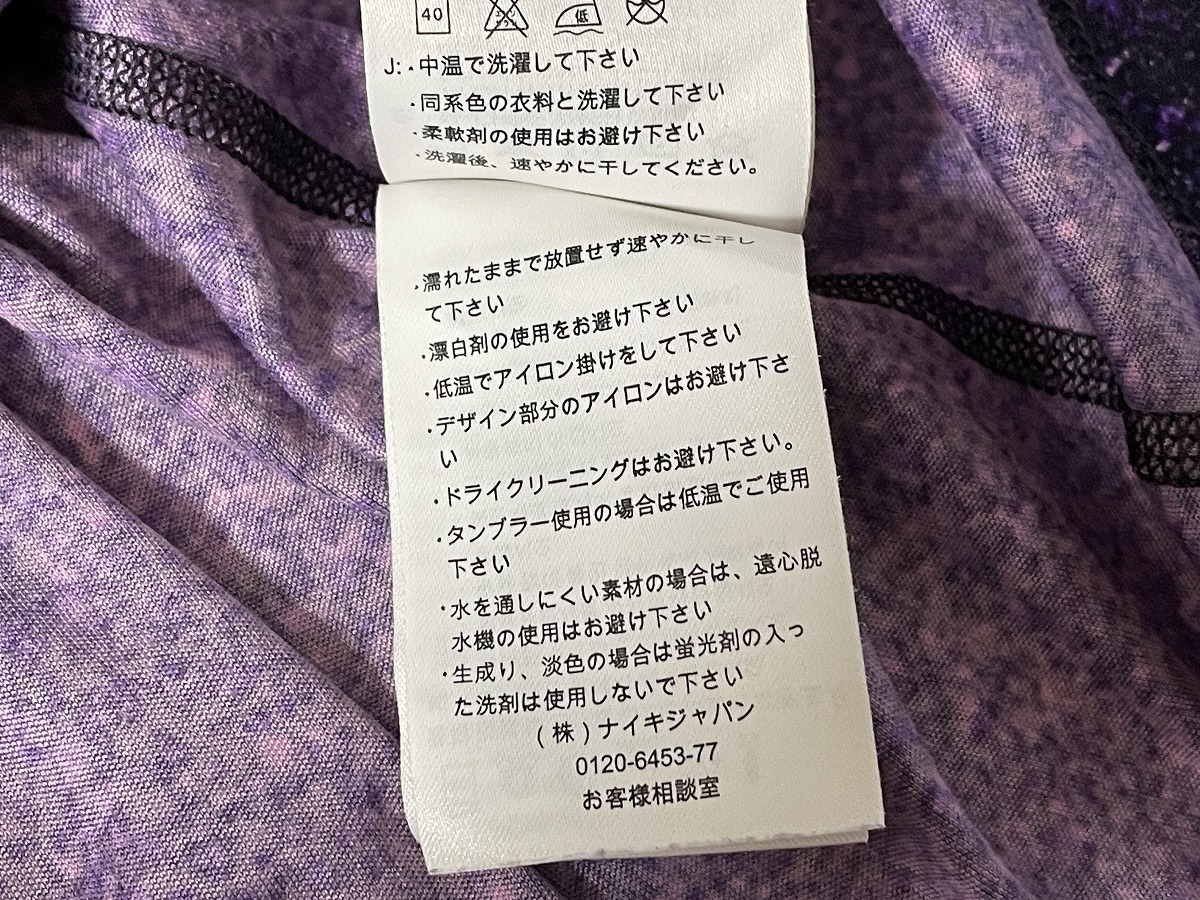 40 エンソサラシ 低
J:・中温で洗濯して下さい
・同系色の衣料と洗濯して下さい
・柔軟剤の使用はお避け下さい
・洗濯後、速やかに干してください。
・濡れたままで放置せず速やかに干し
て下さい
・漂白剤の使用をお避け下さい
・低温でアイロン掛けをして下さい
・デザイン部分のアイロンはお避け下さ
い
・ドライクリーニングはお避け下さい。
・タンブラー使用の場合は低温でご使用
下さい
・水を通しにくい素材の場合は、遠心脱
水機の使用はお避け下さい
・生成り、淡色の場合は蛍光剤の入っ
た洗剤は使用しないで下さい
(株)ナイキジャパン
0120-6453-77
お客様相談室